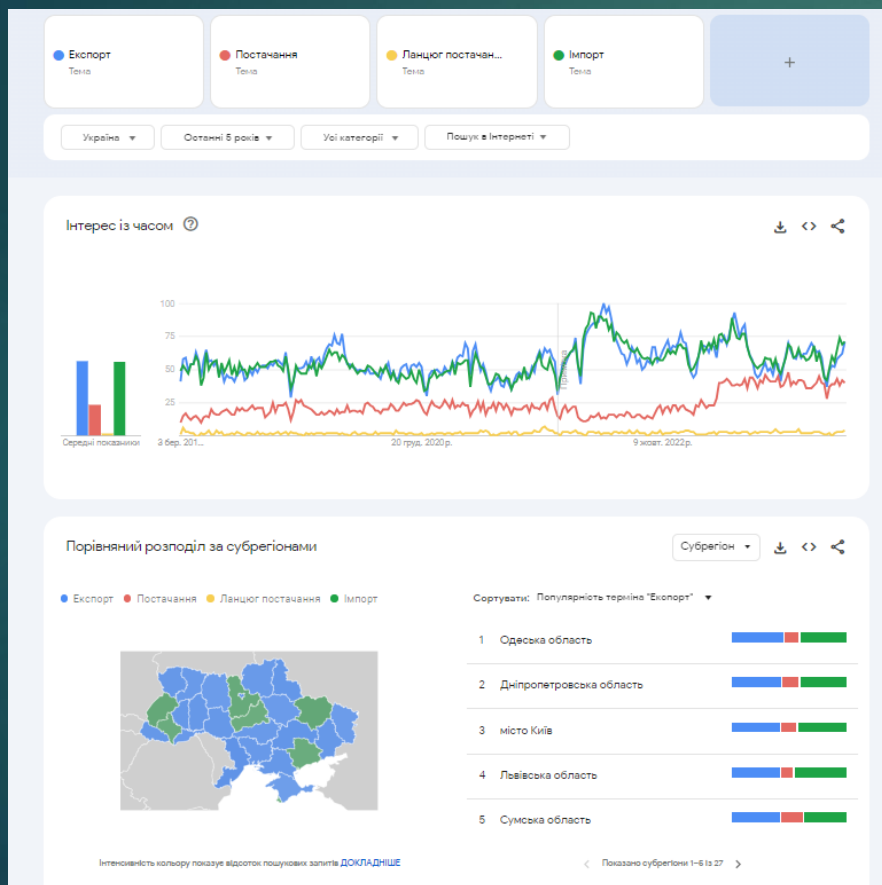 Експорт
Тема
Постачання
Тема
Ланцюг постачан...
Тема
Імпорт
Тема
+
Україна
Останні 5 років
Усі категорії
Пошук в Інтернеті
Інтерес із часом
100
75
50
25
Середні показники
3 бер. 201...
20 груд. 2020 р.
9 жовт. 2022 р.
Примітка
Порівняний розподіл за субрегіонами
Субрегіон
Експорт Постачання Ланцюг постачання Імпорт
Сортувати: Популярність терміна "Експорт"
1 Одеська область
2 Дніпропетровська область
3 місто Київ
4 Львівська область
5 Сумська область
Інтенсивність кольору показує відсоток пошукових запитів ДОКЛАДНІШЕ
Показано субрегіони 1–5 із 27